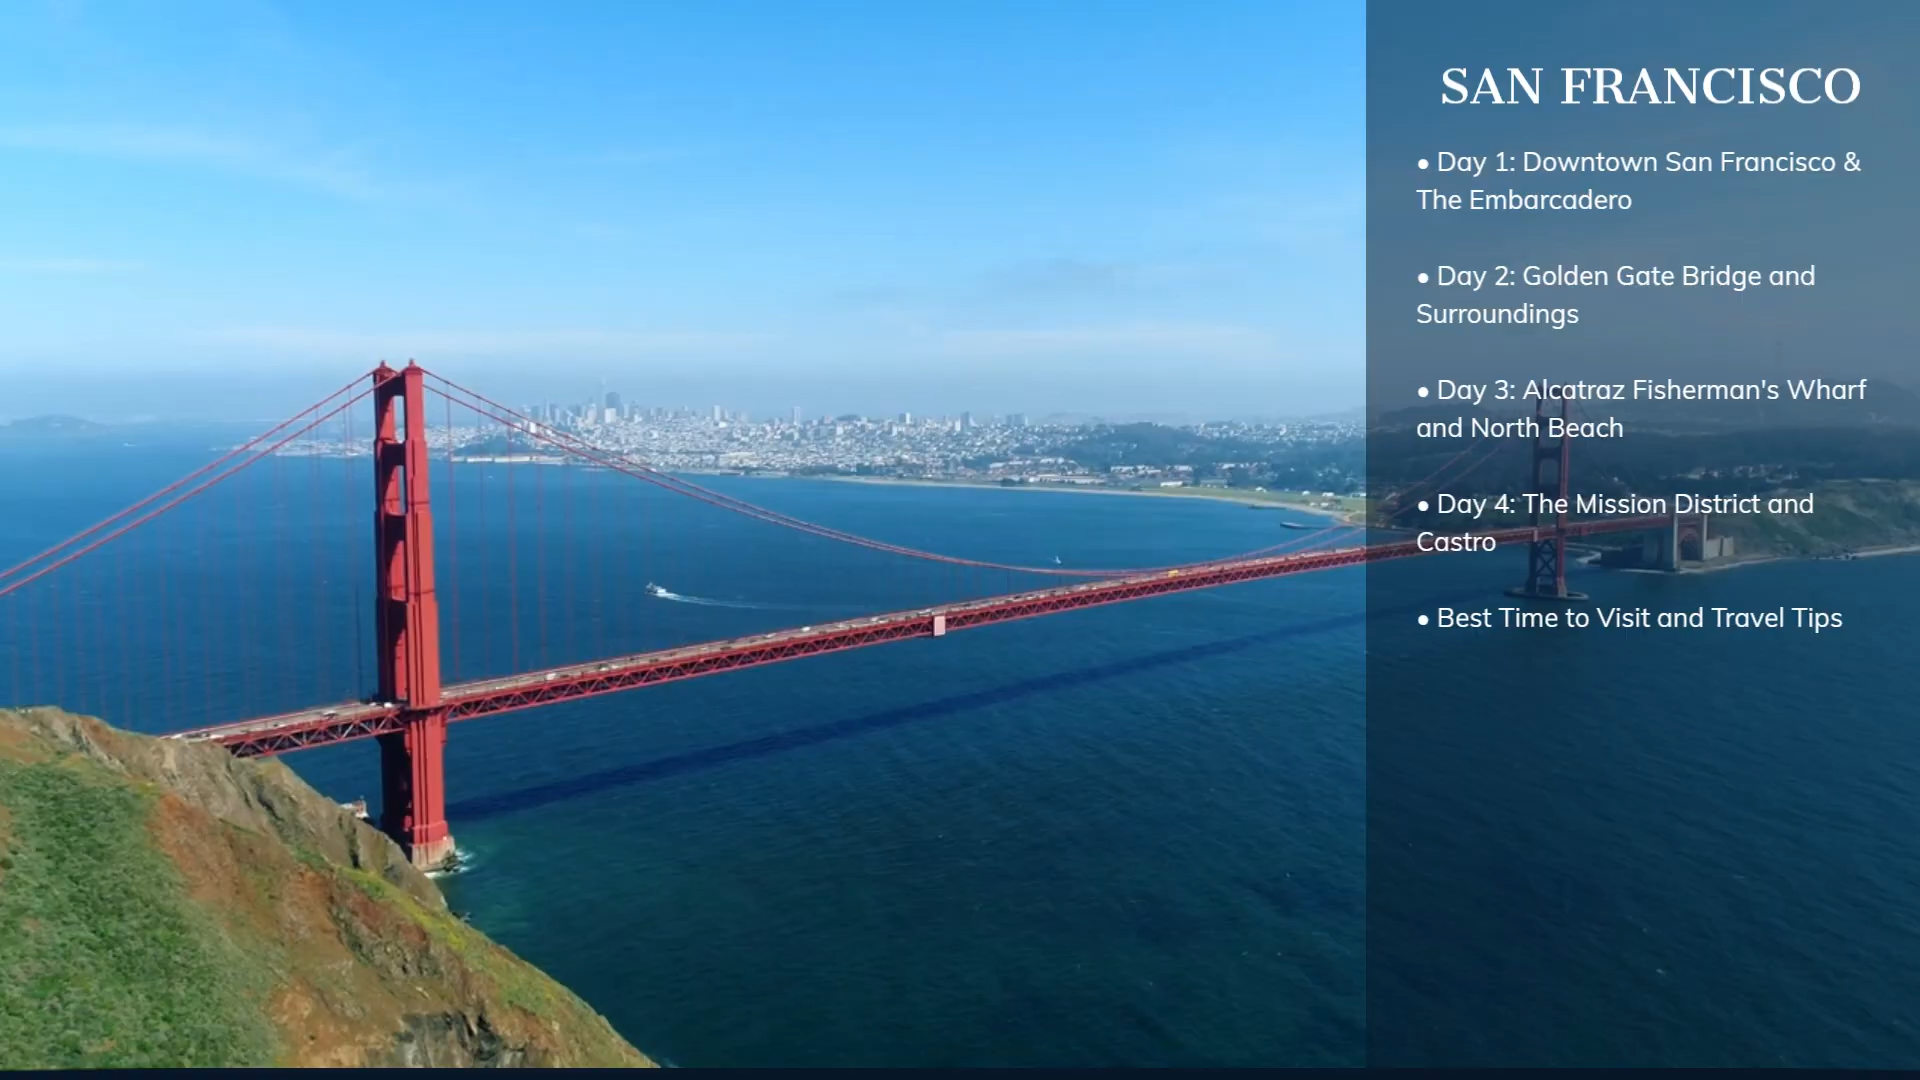 SAN FRANCISCO
• Day 1: Downtown San Francisco &
The Embarcadero
• Day 2: Golden Gate Bridge and
Surroundings
• Day 3: Alcatraz Fisherman's Wharf
and North Beach
• Day 4: The Mission District and
Castro
• Best Time to Visit and Travel Tips